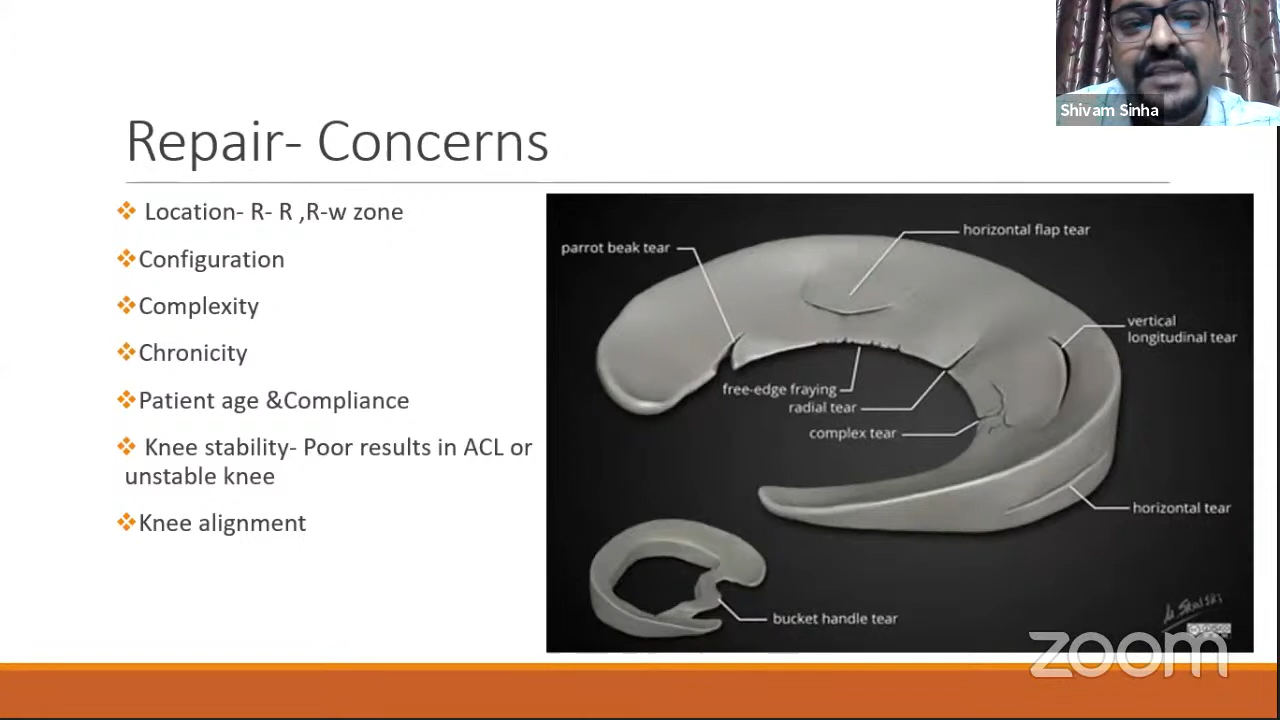 Shivam Sinha
Repair- Concerns
Location- R- R ,R-w zone
Configuration
Complexity
Chronicity
Patient age &Compliance
Knee stability- Poor results in ACL or
unstable knee
Knee alignment
horizontal flap tear
parrot beak tear
vertical
longitudinal tear
free-edge fraying
radial tear
complex tear
horizontal tear
bucket handle tear
zoom